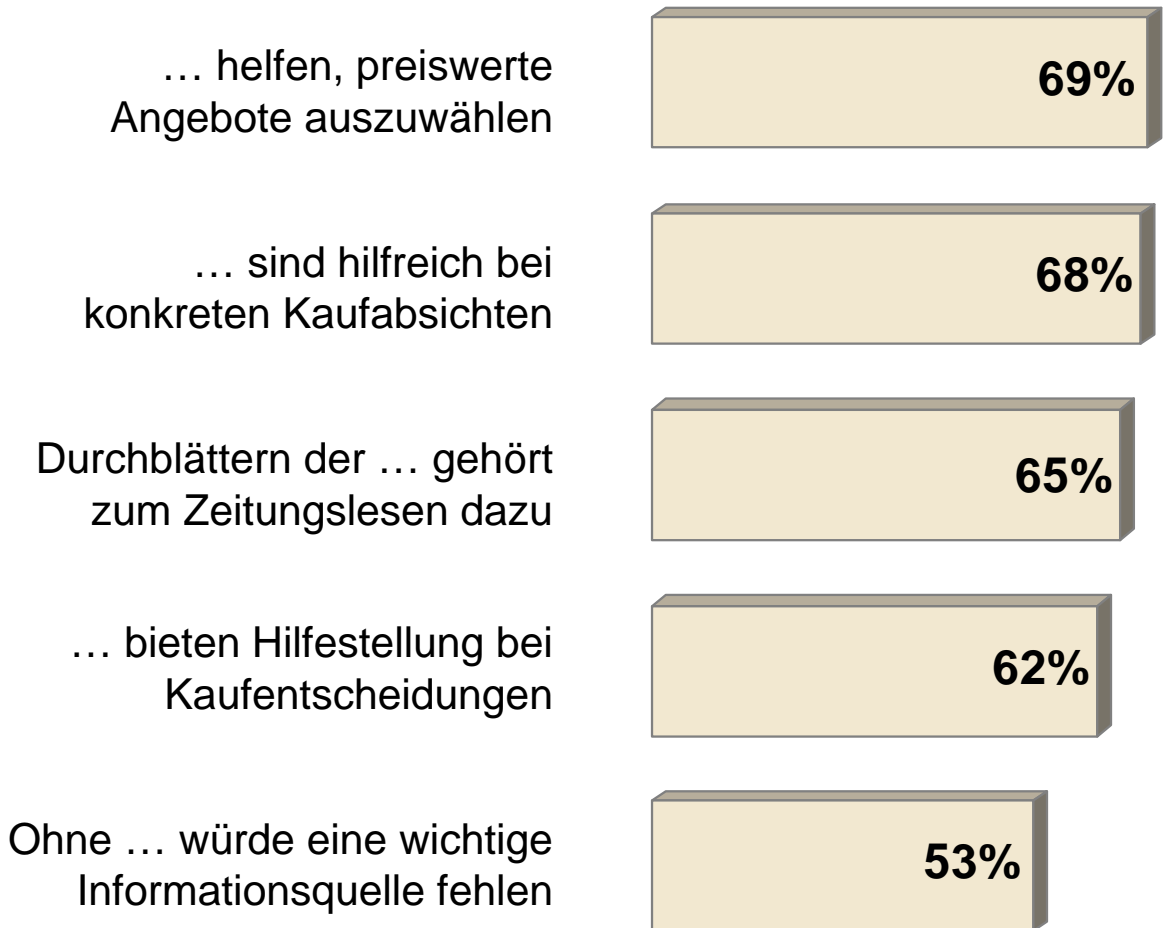 … helfen, preiswerte
Angebote auszuwählen
69%
… sind hilfreich bei
konkreten Kaufabsichten
68%
Durchblättern der … gehört
zum Zeitungslesen dazu
65%
… bieten Hilfestellung bei
Kaufentscheidungen
62%
Ohne … würde eine wichtige
Informationsquelle fehlen
53%